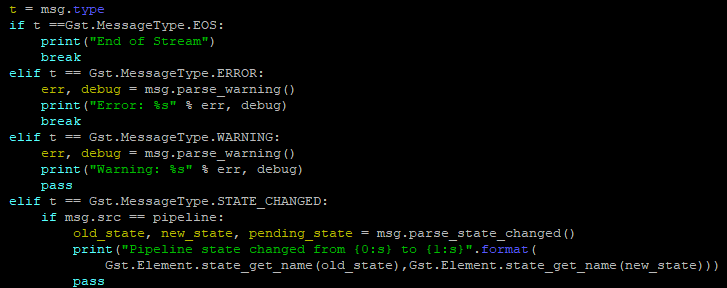 t = msg.type
if t ==Gst.MessageType.EOS:
    print("End of Stream")
    break
elif t == Gst.MessageType.ERROR:
    err, debug = msg.parse_warning()
    print("Error: %s" % err, debug)
    break
elif t == Gst.MessageType.WARNING:
    err, debug = msg.parse_warning()
    print("Warning: %s" % err, debug)
    pass
elif t == Gst.MessageType.STATE_CHANGED:
    if msg.src == pipeline:
        old_state, new_state, pending_state = msg.parse_state_changed()
        print("Pipeline state changed from {0:s} to {1:s}".format(
            Gst.Element.state_get_name(old_state),Gst.Element.state_get_name(new_state)))
        pass